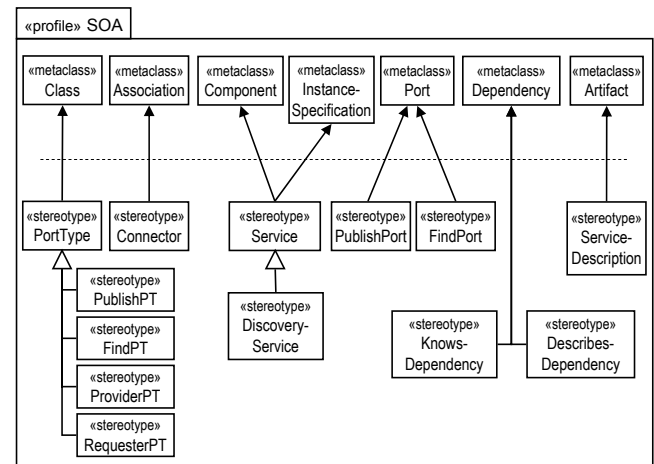 «profile» SOA
«metaclass»
Class
«metaclass»
Association
«metaclass»
Component
«metaclass»
Instance-
Specification
«metaclass»
Port
«metaclass»
Dependency
«metaclass»
Artifact
«stereotype»
PortType
«stereotype»
Connector
«stereotype»
Service
«stereotype»
PublishPort
«stereotype»
FindPort
«stereotype»
Service-
Description
«stereotype»
PublishPT
«stereotype»
FindPT
«stereotype»
ProviderPT
«stereotype»
RequesterPT
«stereotype»
Discovery-
Service
«stereotype»
Knows-
Dependency
«stereotype»
Describes-
Dependency